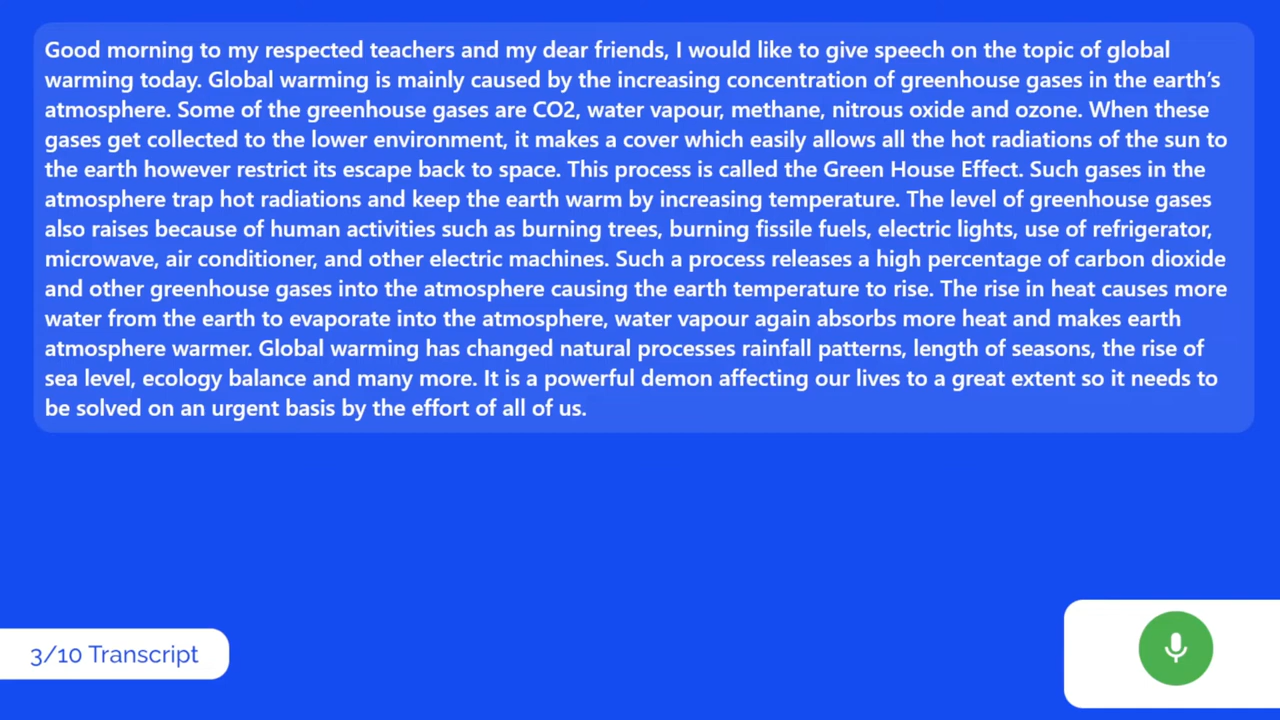 Good morning to my respected teachers and my dear friends, I would like to give speech on the topic of global
warming today. Global warming is mainly caused by the increasing concentration of greenhouse gases in the earth's
atmosphere. Some of the greenhouse gases are CO2, water vapour, methane, nitrous oxide and ozone. When these
gases get collected to the lower environment, it makes a cover which easily allows all the hot radiations of the sun to
the earth however restrict its escape back to space. This process is called the Green House Effect. Such gases in the
atmosphere trap hot radiations and keep the earth warm by increasing temperature. The level of greenhouse gases
also raises because of human activities such as burning trees, burning fissile fuels, electric lights, use of refrigerator,
microwave, air conditioner, and other electric machines. Such a process releases a high percentage of carbon dioxide
and other greenhouse gases into the atmosphere causing the earth temperature to rise. The rise in heat causes more
water from the earth to evaporate into the atmosphere, water vapour again absorbs more heat and makes earth
atmosphere warmer. Global warming has changed natural processes rainfall patterns, length of seasons, the rise of
sea level, ecology balance and many more. It is a powerful demon affecting our lives to a great extent so it needs to
be solved on an urgent basis by the effort of all of us.
3/10 Transcript